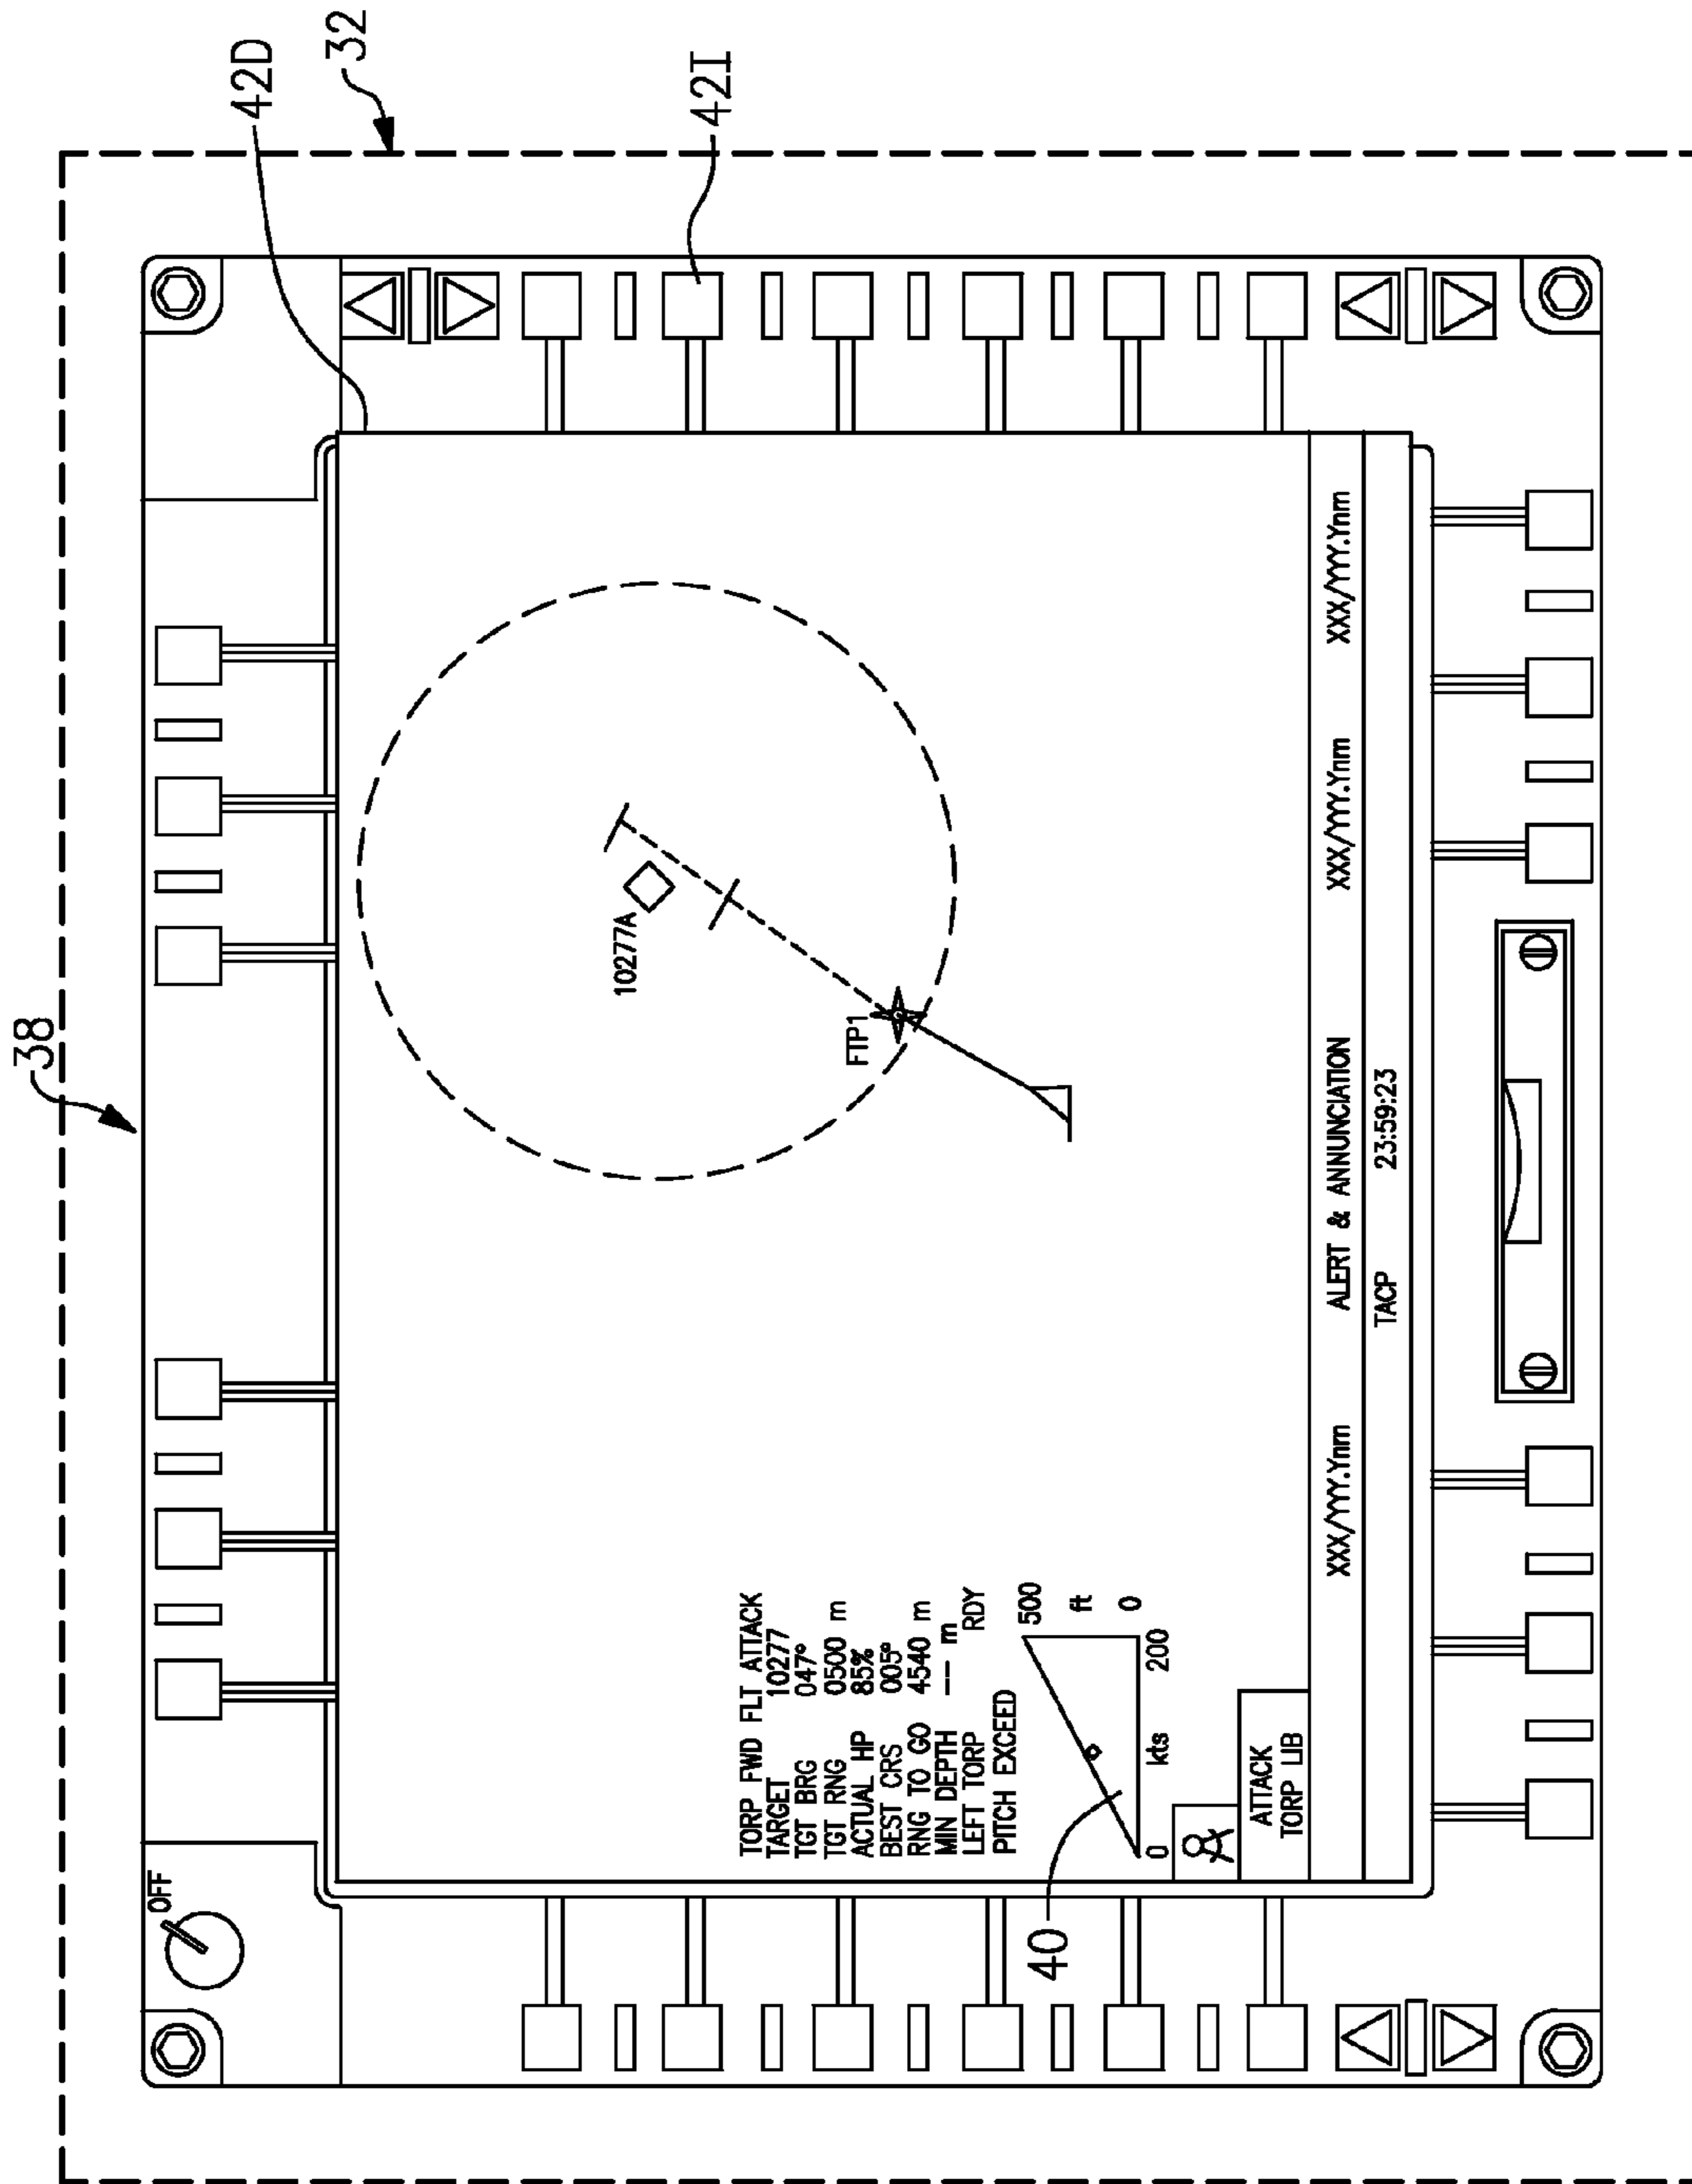 38
32
42D
42I
OFF
10277A
FTP1
TORP FWD FLT ATTACK
TARGET 10277
TGT BRG 047°
TGT RNG 0500 m
ACTUAL HP 85%
BEST CRS 005°
RNG TO GO 4540 m
MIN DEPTH --- m
LEFT TORP RDY
PITCH EXCEED
500
ft
0
0 kts 200
40
ATTACK
TORP LIB
XXX/YYY.Ynm ALERT & ANNUNCIATION XXX/YYY.Ynm XXX/YYY.Ynm
TACP 23:59:23